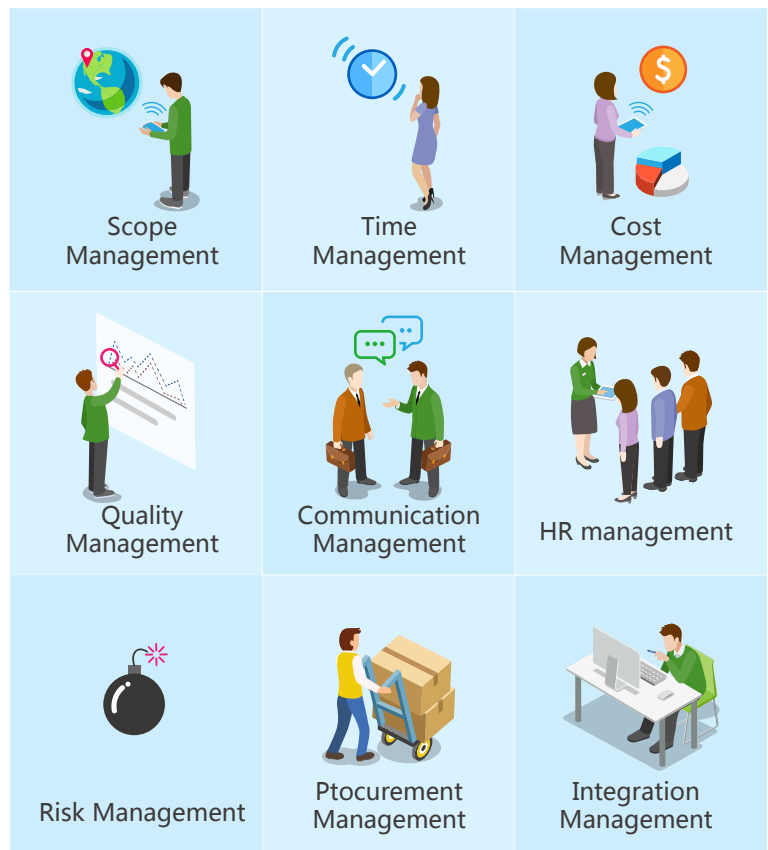 Scope
Management
Time
Management
$
Cost
Management
Quality
Management
Communication
Management
HR management
Risk Management
Ptocurement
Management
Integration
Management